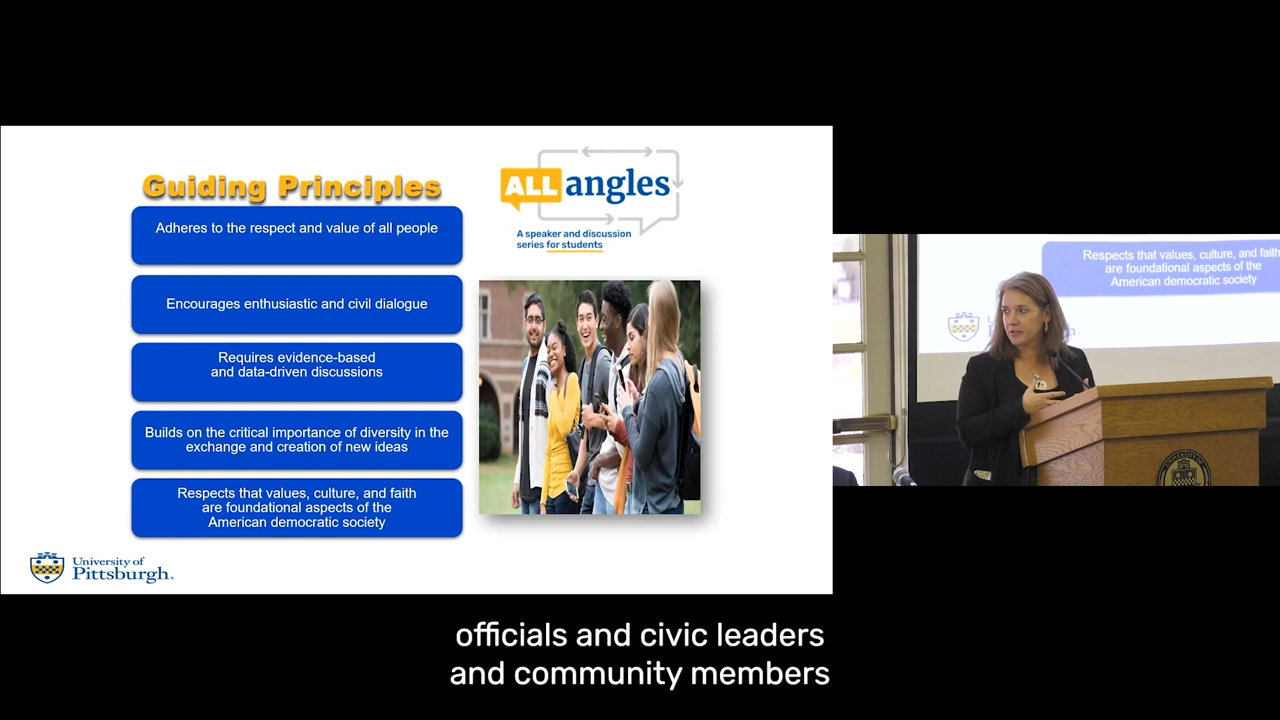 Guiding Principles
Adheres to the respect and value of all people
Encourages enthusiastic and civil dialogue
Requires evidence-based
and data-driven discussions
Builds on the critical importance of diversity in the
exchange and creation of new ideas
Respects that values, culture, and faith
are foundational aspects of the
American democratic society
University of
Pittsburgh.
ALL angles
A speaker and discussion
series for students
Respects that values, culture, and faith
are foundational aspects of the
American democratic society
UNIVERSITY OF
officials and civic leaders
and community members